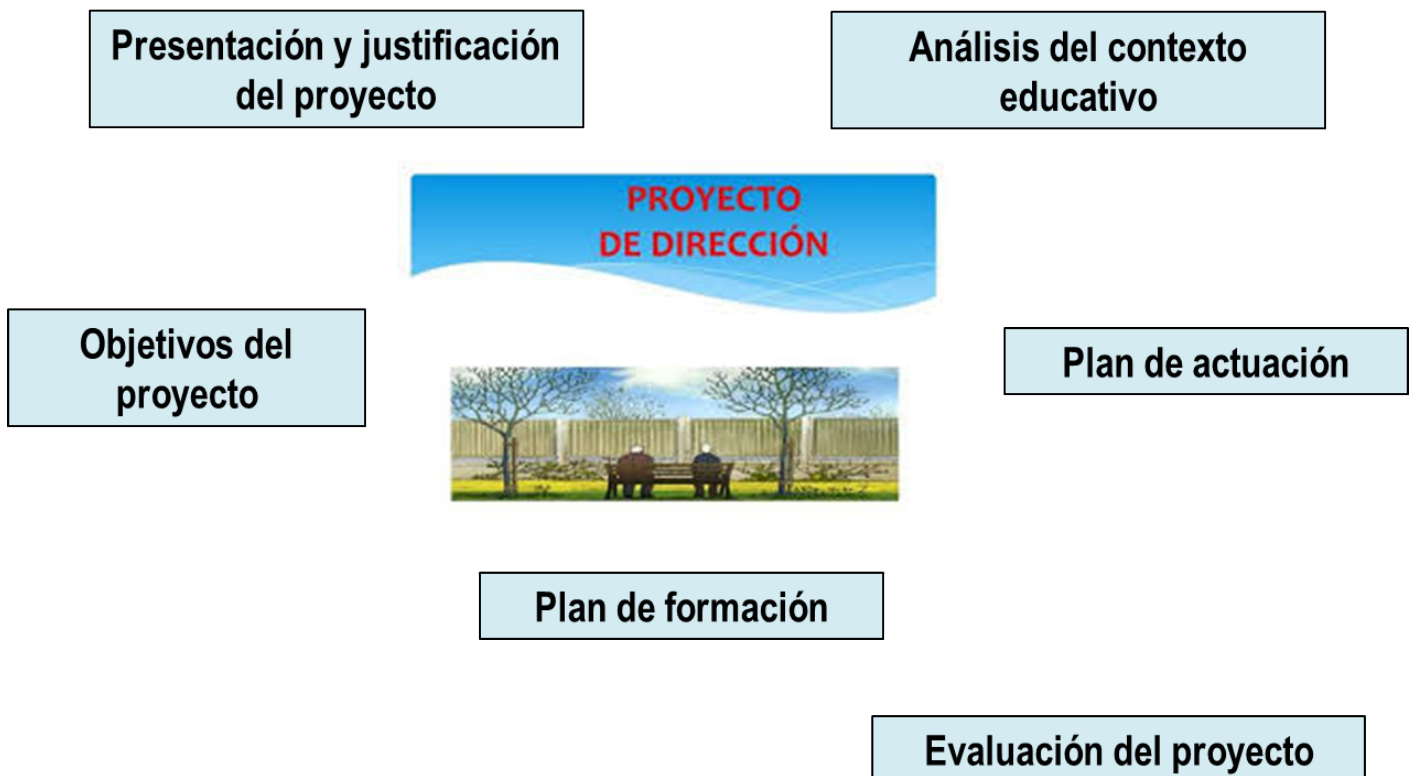 Presentación y justificación
del proyecto
Análisis del contexto
educativo
PROYECTO
DE DIRECCIÓN
Objetivos del
proyecto
Plan de actuación
Plan de formación
Evaluación del proyecto